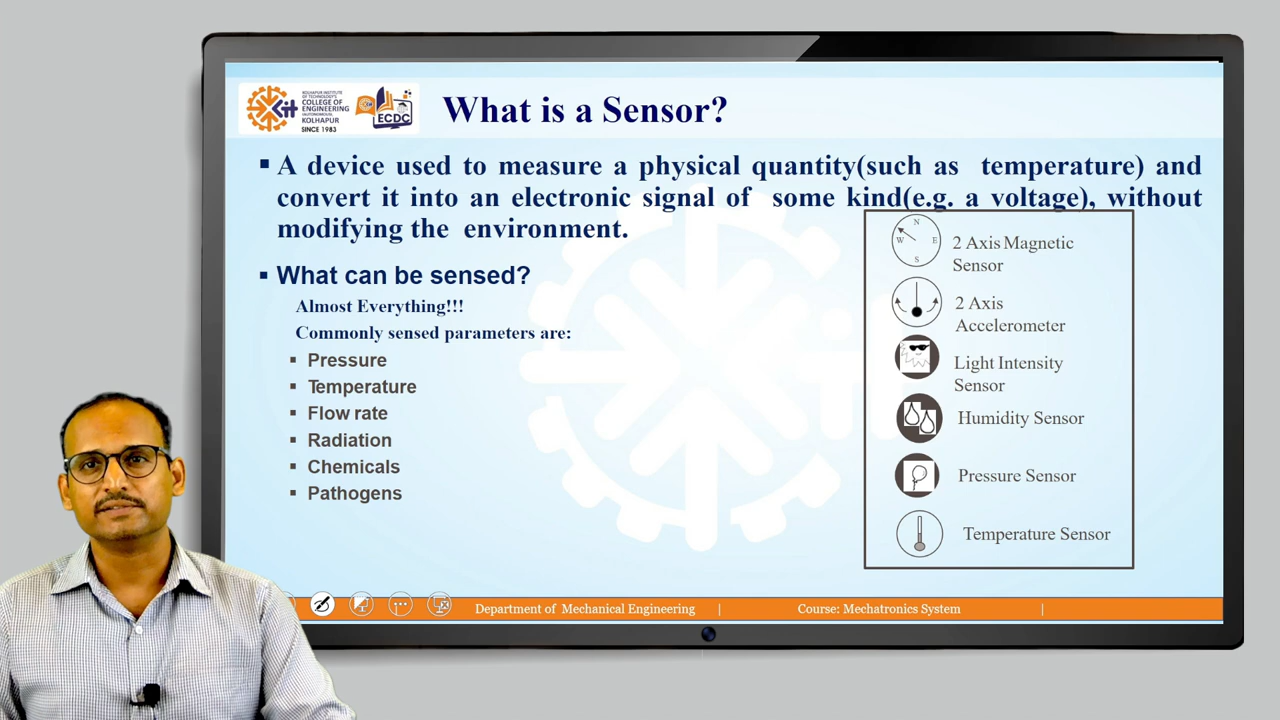 KOLHAPUR INSTITUTE
OF TECHNOLOGY'S
COLLEGE OF
ENGINEERING
(AUTONOMOUS),
KOLHAPUR
SINCE 1983
ECDC
What is a Sensor?
▪ A device used to measure a physical quantity(such as temperature) and
convert it into an electronic signal of some kind(e.g. a voltage), without
modifying the environment.
▪ What can be sensed?
Almost Everything!!!
Commonly sensed parameters are:
▪ Pressure
▪ Temperature
▪ Flow rate
▪ Radiation
▪ Chemicals
▪ Pathogens
N
W E
S
2 Axis Magnetic
Sensor
2 Axis
Accelerometer
Light Intensity
Sensor
Humidity Sensor
Pressure Sensor
Temperature Sensor
Department of Mechanical Engineering | Course: Mechatronics System |